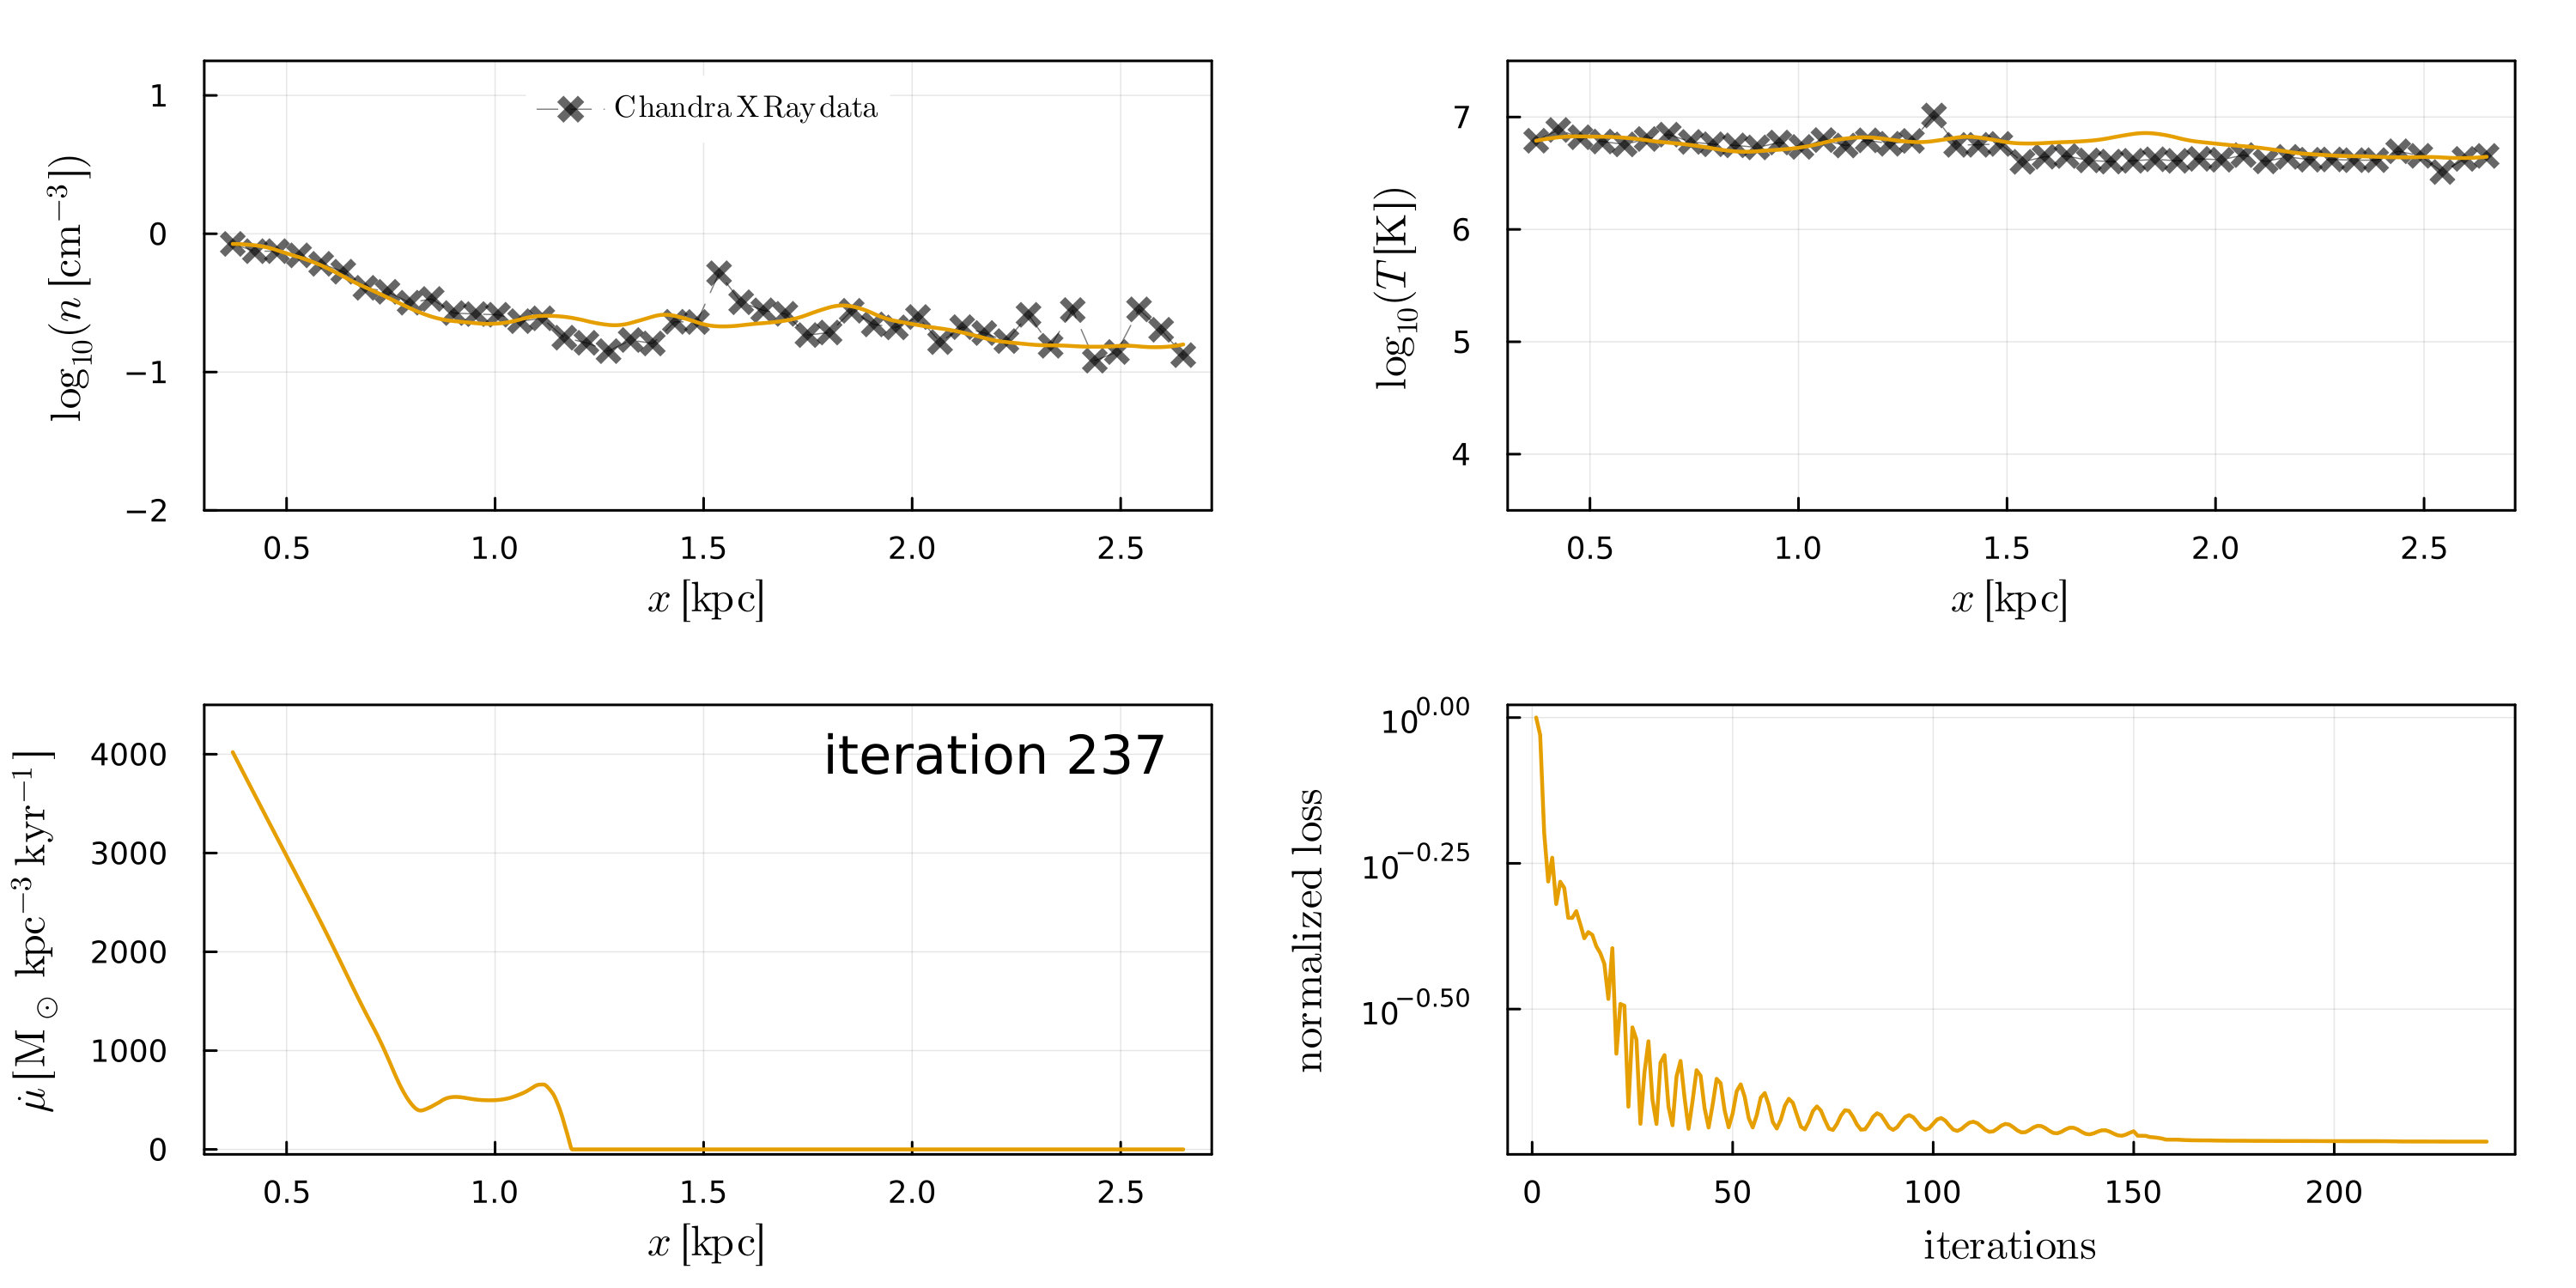 log₁₀(n [cm⁻³])
1
0
−1
−2
Chandra X Ray data
0.5 1.0 1.5 2.0 2.5
x [kpc]
log₁₀(T [K])
7
6
5
4
0.5 1.0 1.5 2.0 2.5
x [kpc]
μ̇ [M⊙ kpc⁻³ kyr⁻¹]
4000
3000
2000
1000
0
iteration 237
0.5 1.0 1.5 2.0 2.5
x [kpc]
normalized loss
10⁰·⁰⁰
10⁻⁰·²⁵
10⁻⁰·⁵⁰
0 50 100 150 200
iterations